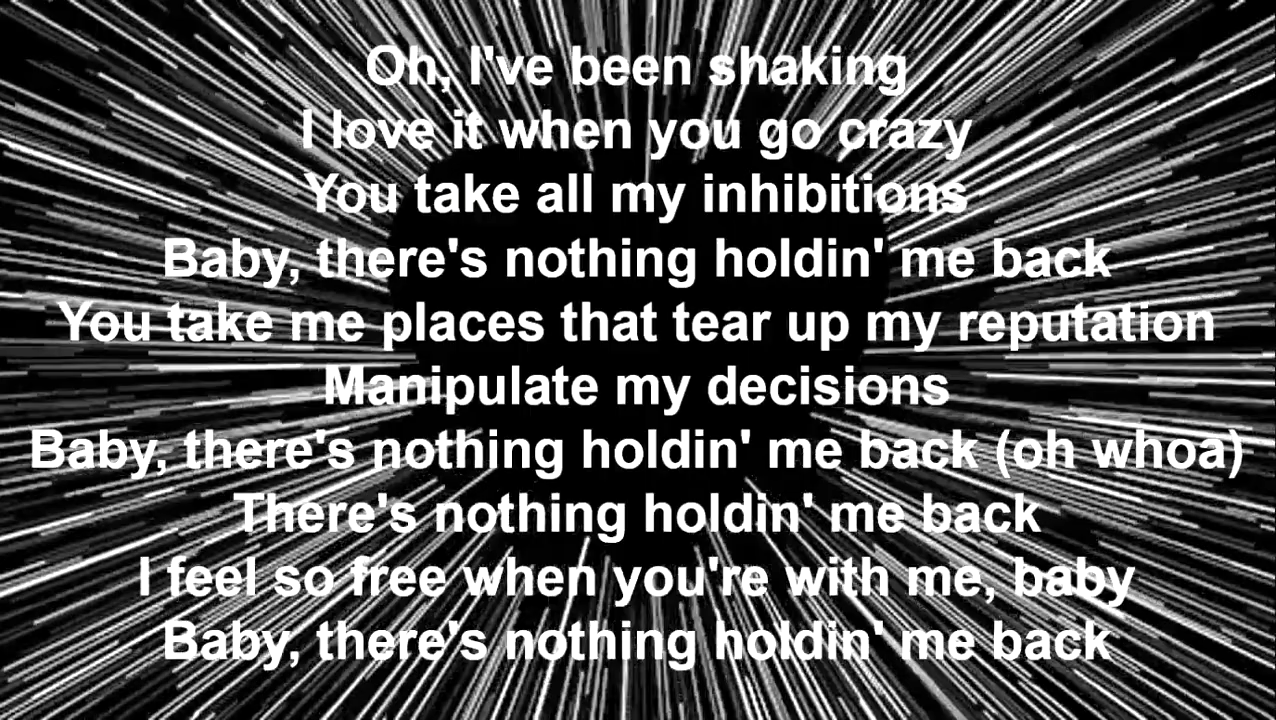 Oh, I've been shaking
I love it when you go crazy
You take all my inhibitions
Baby, there's nothing holdin' me back
You take me places that tear up my reputation
Manipulate my decisions
Baby, there's nothing holdin' me back (oh whoa)
There's nothing holdin' me back
I feel so free when you're with me, baby
Baby, there's nothing holdin' me back